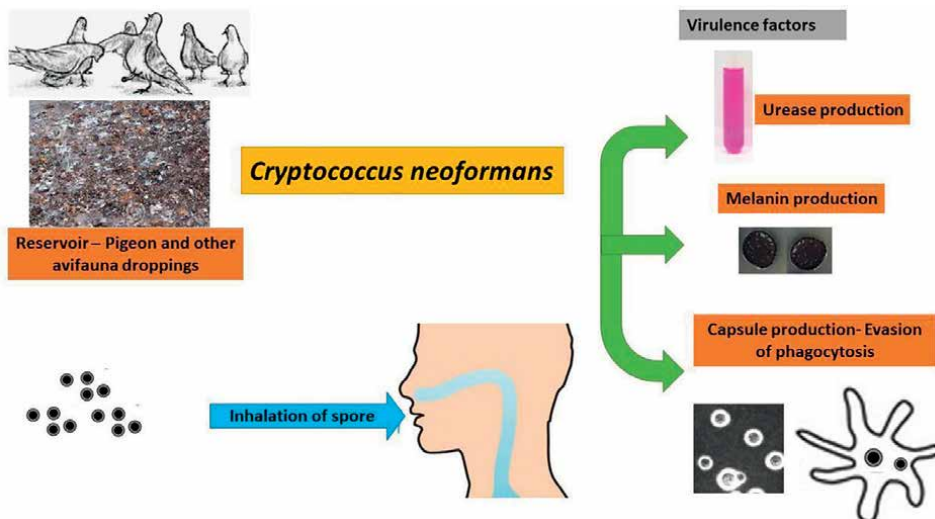 Virulence factors
Urease production
Cryptococcus neoformans
Melanin production
Reservoir – Pigeon and other
avifauna droppings
Capsule production- Evasion
of phagocytosis
Inhalation of spore